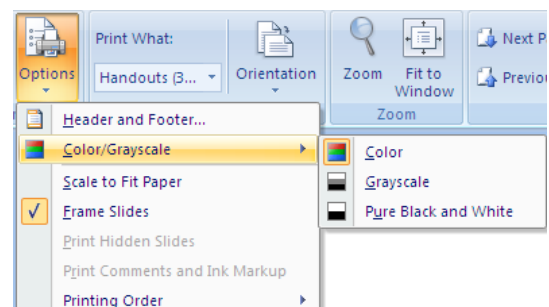 Print What:
Options
Handouts (3...
Orientation
Zoom
Fit to
Window
Next P
Previou
Zoom
Header and Footer...
Color/Grayscale
Color
Scale to Fit Paper
Grayscale
Frame Slides
Pure Black and White
Print Hidden Slides
Print Comments and Ink Markup
Printing Order